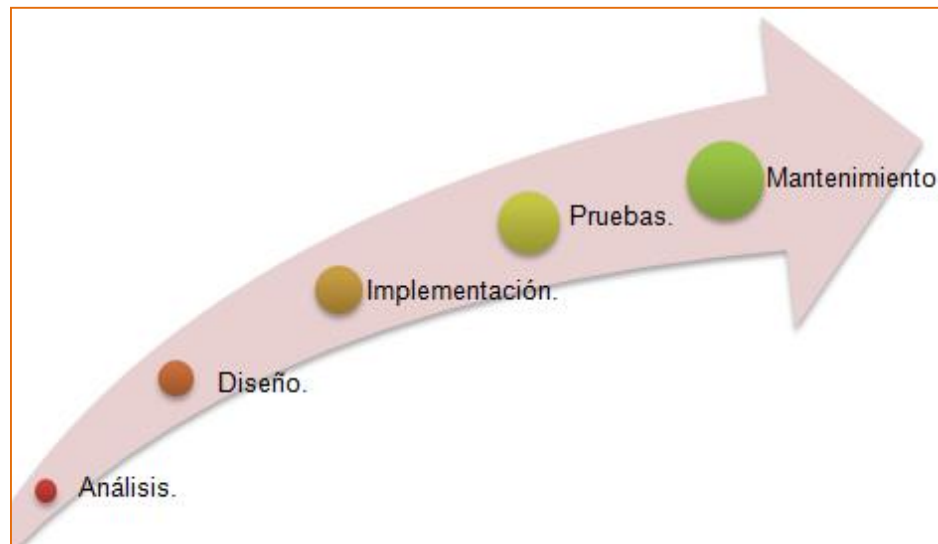 Mantenimiento
Pruebas.
Implementación.
Diseño.
Análisis.